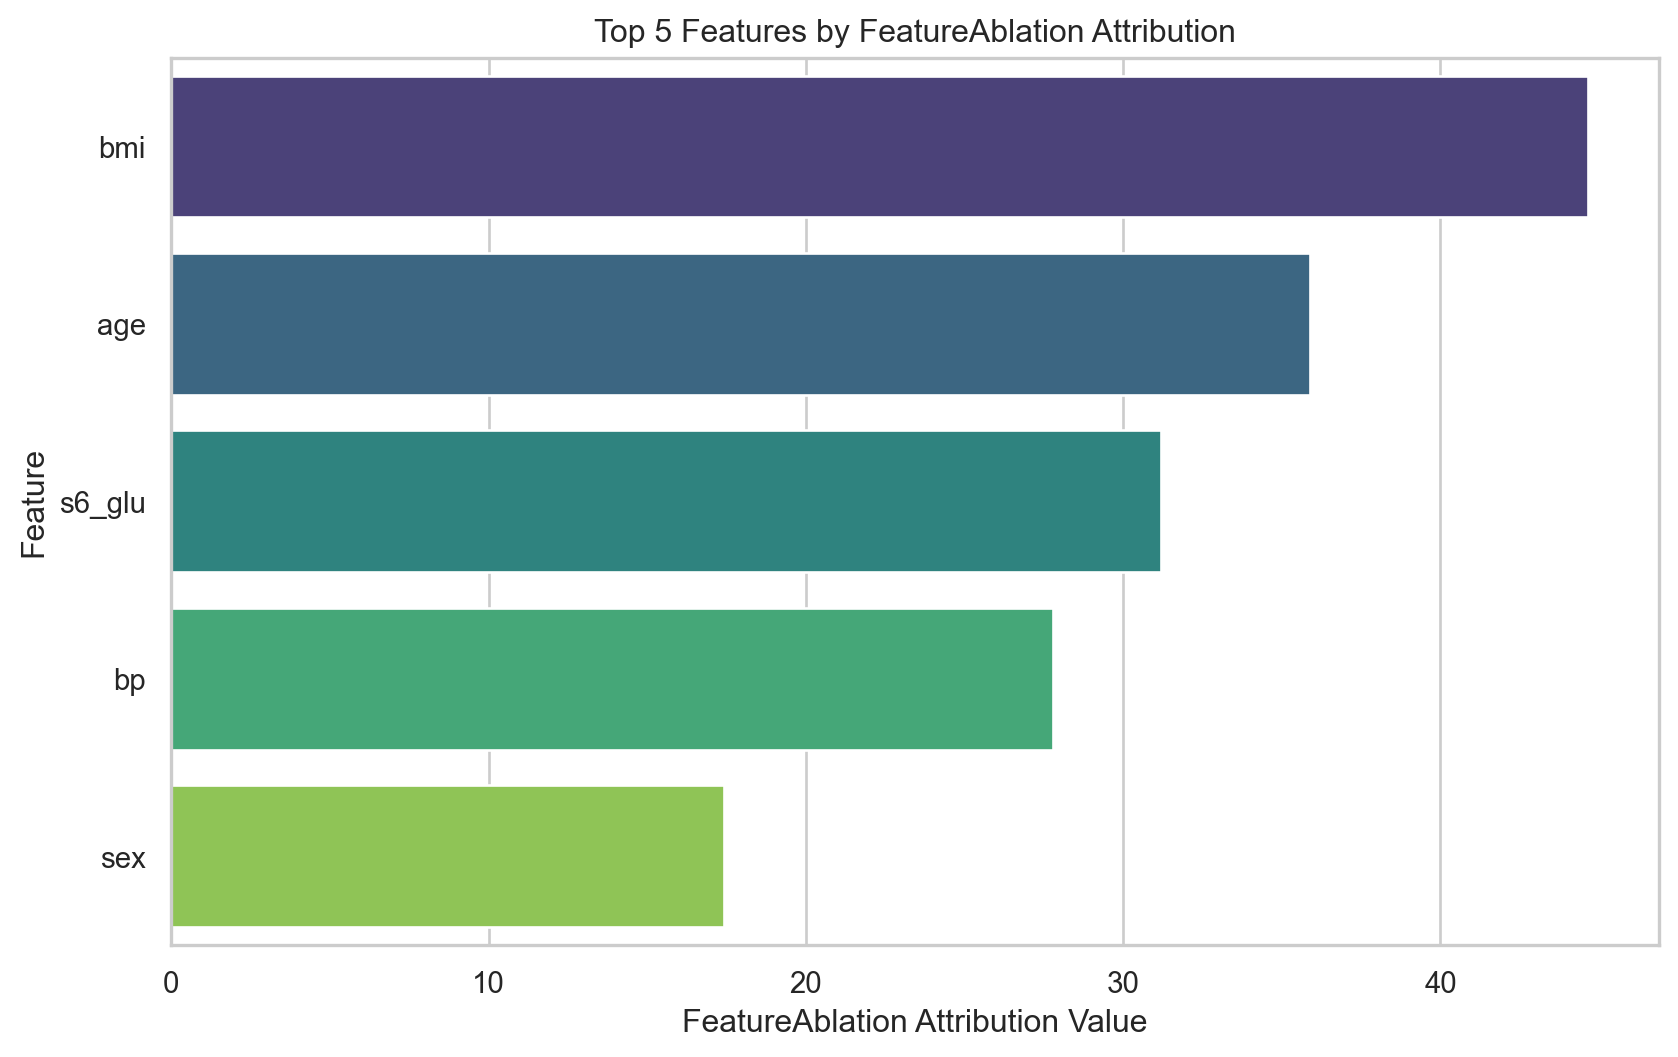 Top 5 Features by FeatureAblation Attribution
Feature
bmi
age
s6_glu
bp
sex
0 10 20 30 40
FeatureAblation Attribution Value